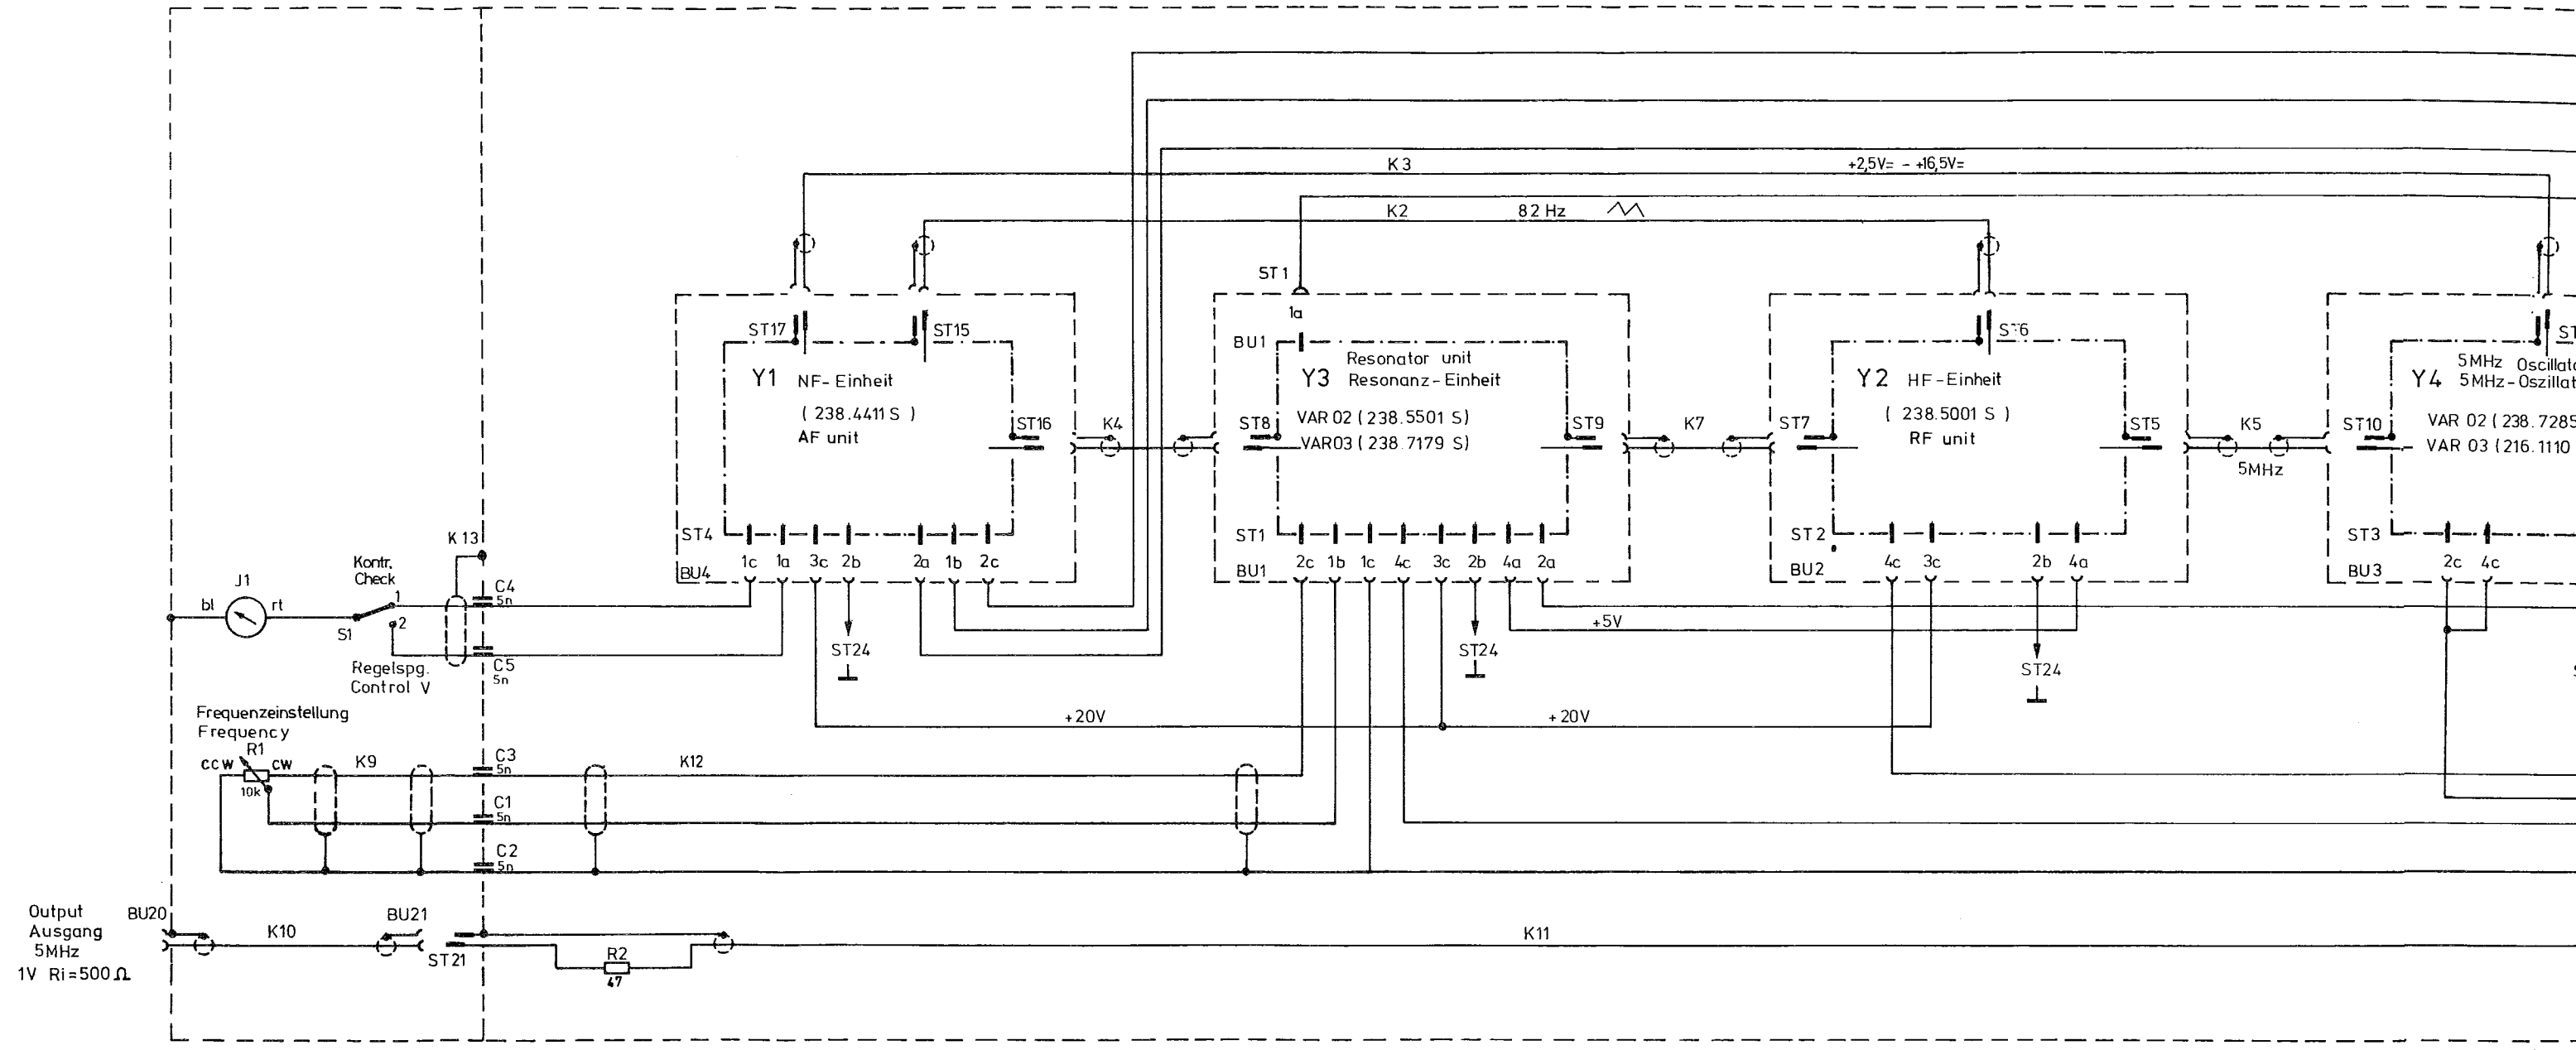 K3
+2,5V= - +16,5V=
K2
82 Hz
ST1
1a
ST17
ST15
BU1
ST6
Y1 NF-Einheit
(238.4411 S)
AF unit
Resonator unit
Y3 Resonanz-Einheit
VAR 02 (238.5501 S)
VAR03 (238.7179 S)
Y2 HF-Einheit
(238.5001 S)
RF unit
5MHz
Y4 5MHz-
VAR 02 (238.7285
VAR 03 (216.1110
ST16
K4
ST8
ST9
K7
ST7
ST5
K5
5MHz
ST10
ST4
ST1
ST2
ST3
BU4
1c 1a 3c 2b 2a 1b 2c
BU1
2c 1b 1c 4c 3c 2b 4a 2a
BU2
4c 3c 2b 4a
BU3
2c 4c
K13
Kontr.
Check
J1
bl
rt
S1
1
2
C4
5n
C5
5n
Regelspg.
Control V
ST24
ST24
ST24
+5V
+20V
+20V
Frequenzeinstellung
Frequency
R1
CCW
CW
10k
K9
C3
5n
K12
C1
5n
C2
5n
Output
Ausgang
5MHz
1V Ri=500Ω
BU20
K10
BU21
ST21
R2
47
K11